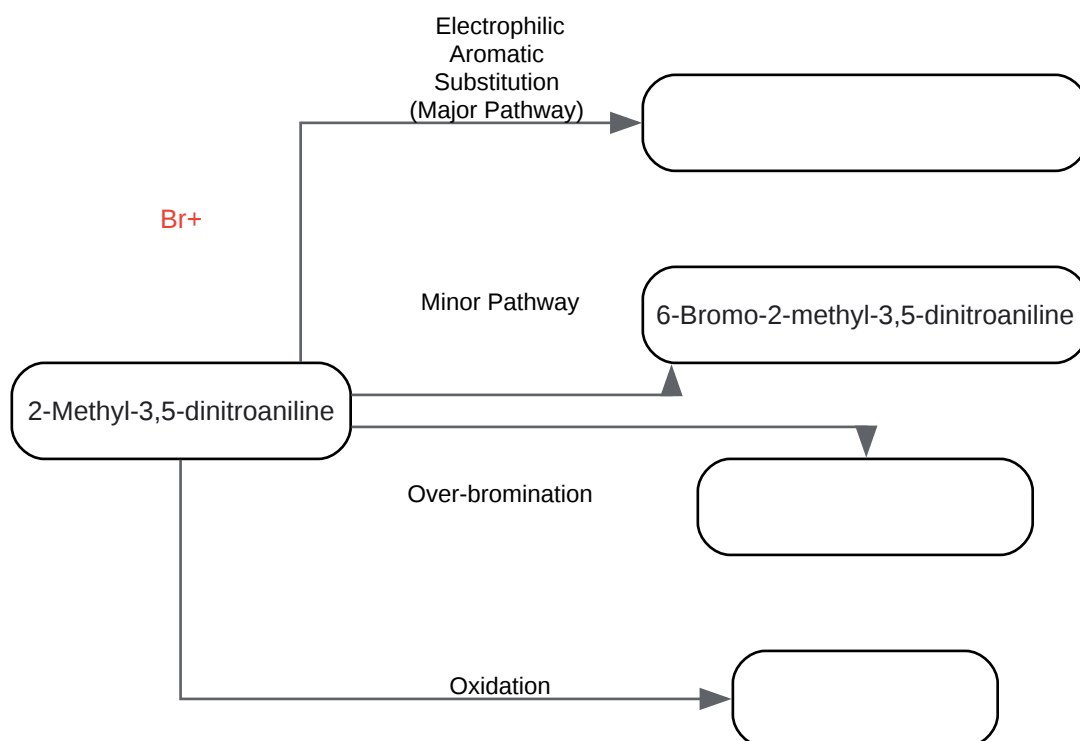 Electrophilic
Aromatic
Substitution
(Major Pathway)
Br+
Minor Pathway
6-Bromo-2-methyl-3,5-dinitroaniline
2-Methyl-3,5-dinitroaniline
Over-bromination
Oxidation